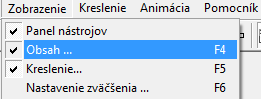 Zobrazenie Kreslenie Animácia Pomocník
Panel nástrojov
Obsah ... F4
Kreslenie... F5
Nastavenie zväčšenia ... F6